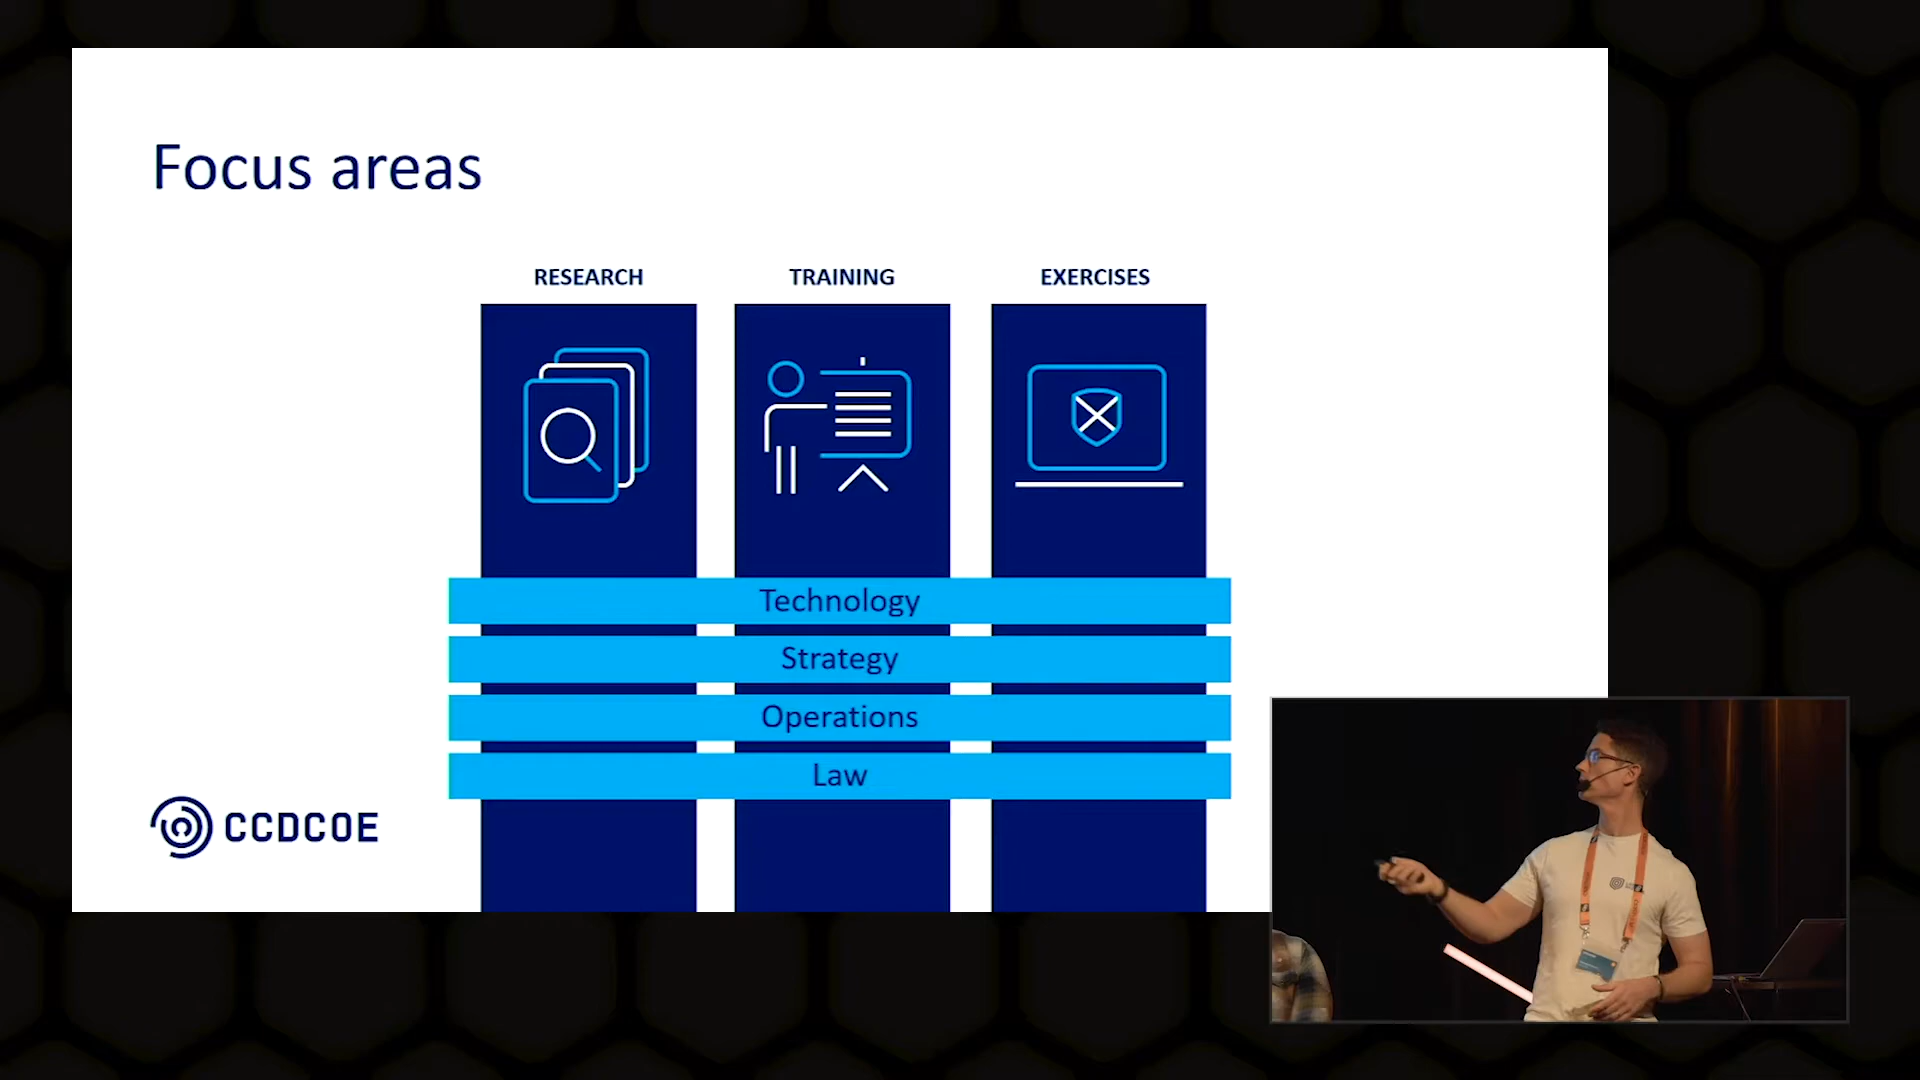 Focus areas
RESEARCH
TRAINING
EXERCISES
Technology
Strategy
Operations
Law
CCDCOE